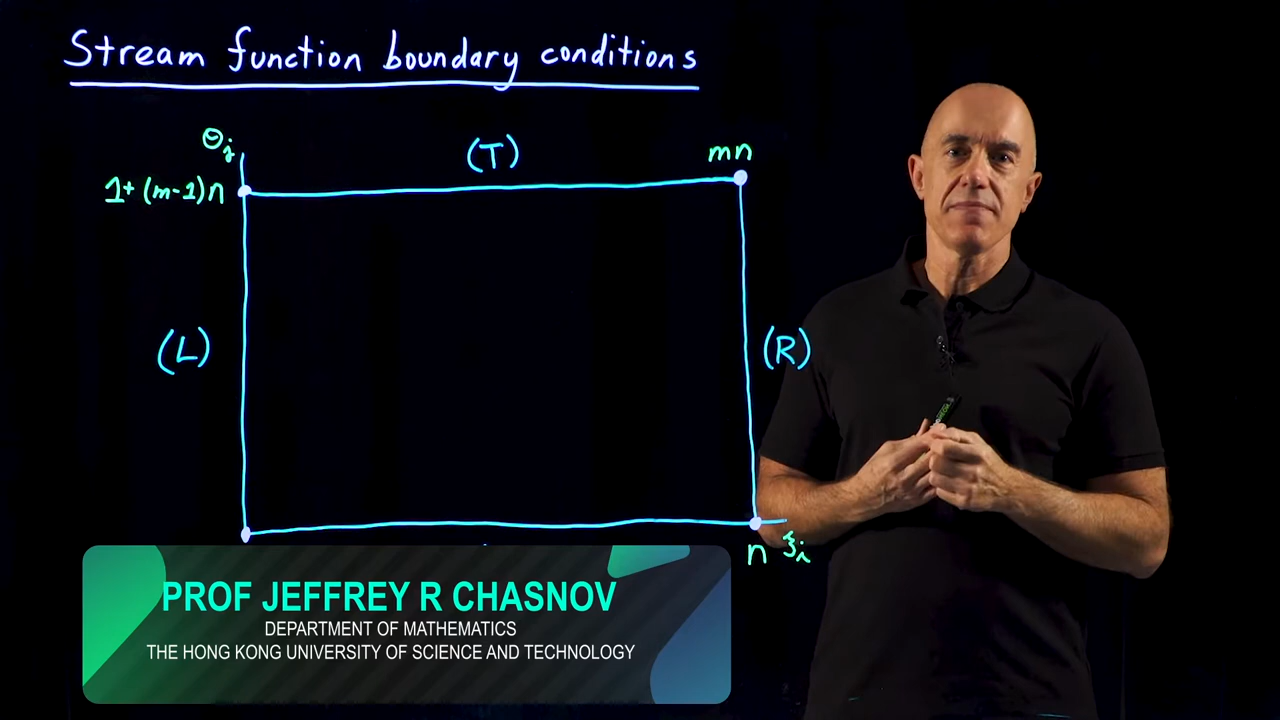 Stream function boundary conditions
θj
(T)
mn
1+(m-1)n
(L)
(R)
n ξi
PROF JEFFREY R CHASNOV
DEPARTMENT OF MATHEMATICS
THE HONG KONG UNIVERSITY OF SCIENCE AND TECHNOLOGY